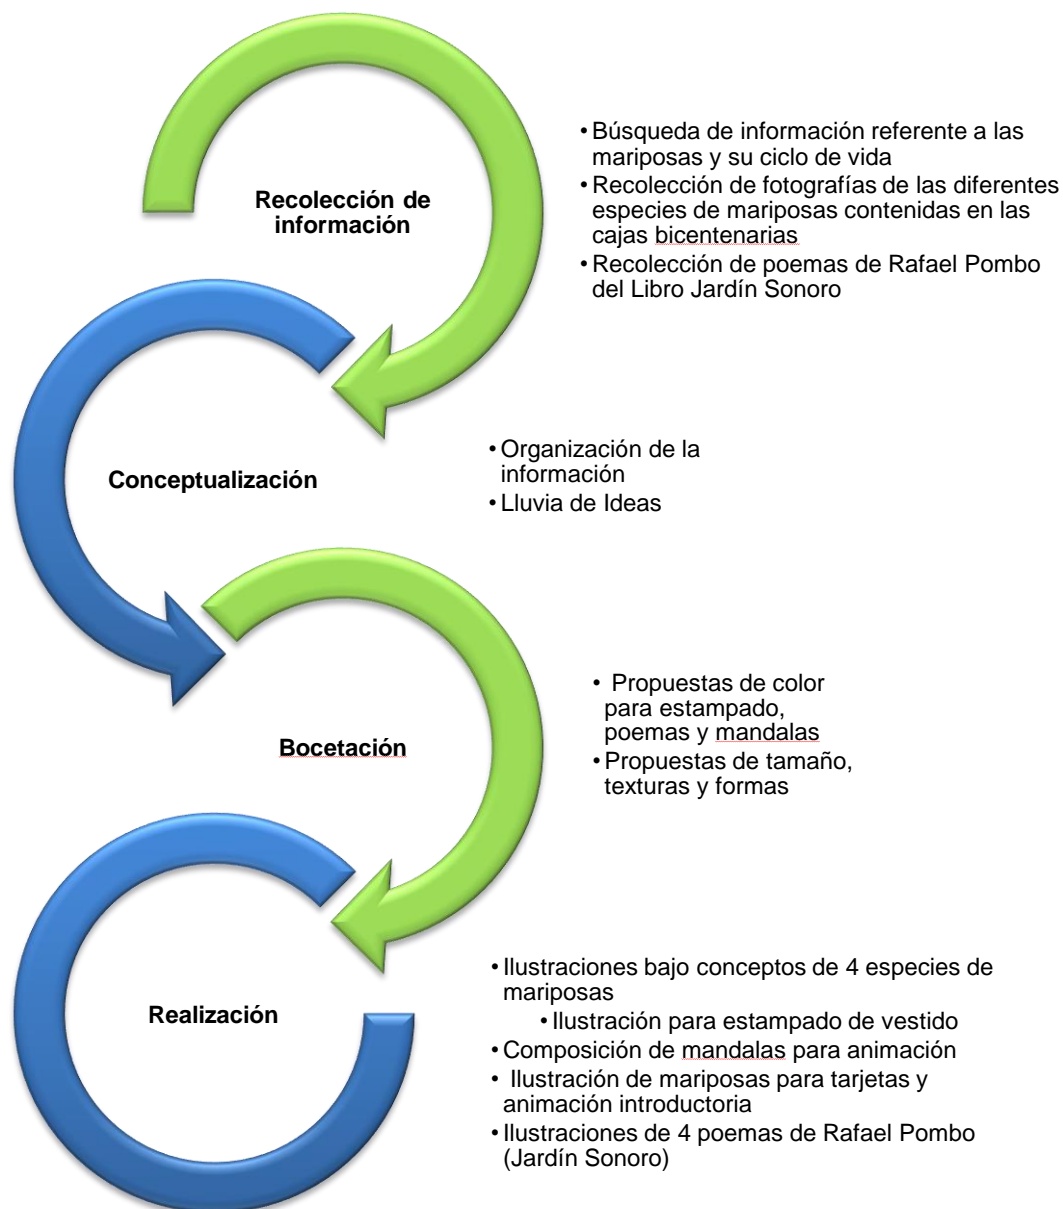 Recolección de
información
• Búsqueda de información referente a las
mariposas y su ciclo de vida
• Recolección de fotografías de las diferentes
especies de mariposas contenidas en las
cajas bicentenarias
• Recolección de poemas de Rafael Pombo
del Libro Jardín Sonoro
Conceptualización
• Organización de la
información
• Lluvia de Ideas
Bocetación
• Propuestas de color
para estampado,
poemas y mandalas
• Propuestas de tamaño,
texturas y formas
Realización
• Ilustraciones bajo conceptos de 4 especies de
mariposas
• Ilustración para estampado de vestido
• Composición de mandalas para animación
• Ilustración de mariposas para tarjetas y
animación introductoria
• Ilustraciones de 4 poemas de Rafael Pombo
(Jardín Sonoro)